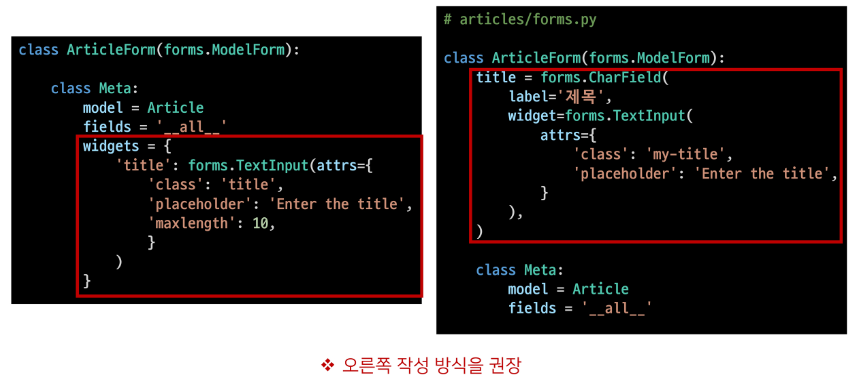 class ArticleForm(forms.ModelForm):
    class Meta:
        model = Article
        fields = '__all__'
        widgets = {
            'title': forms.TextInput(attrs={
                'class': 'title',
                'placeholder': 'Enter the title',
                'maxlength': 10,
                }
            )
        }
# articles/forms.py
class ArticleForm(forms.ModelForm):
    title = forms.CharField(
        label='제목',
        widget=forms.TextInput(
            attrs={
                'class': 'my-title',
                'placeholder': 'Enter the title',
            }
        ),
    )
    class Meta:
        model = Article
        fields = '__all__'
❖ 오른쪽 작성 방식을 권장